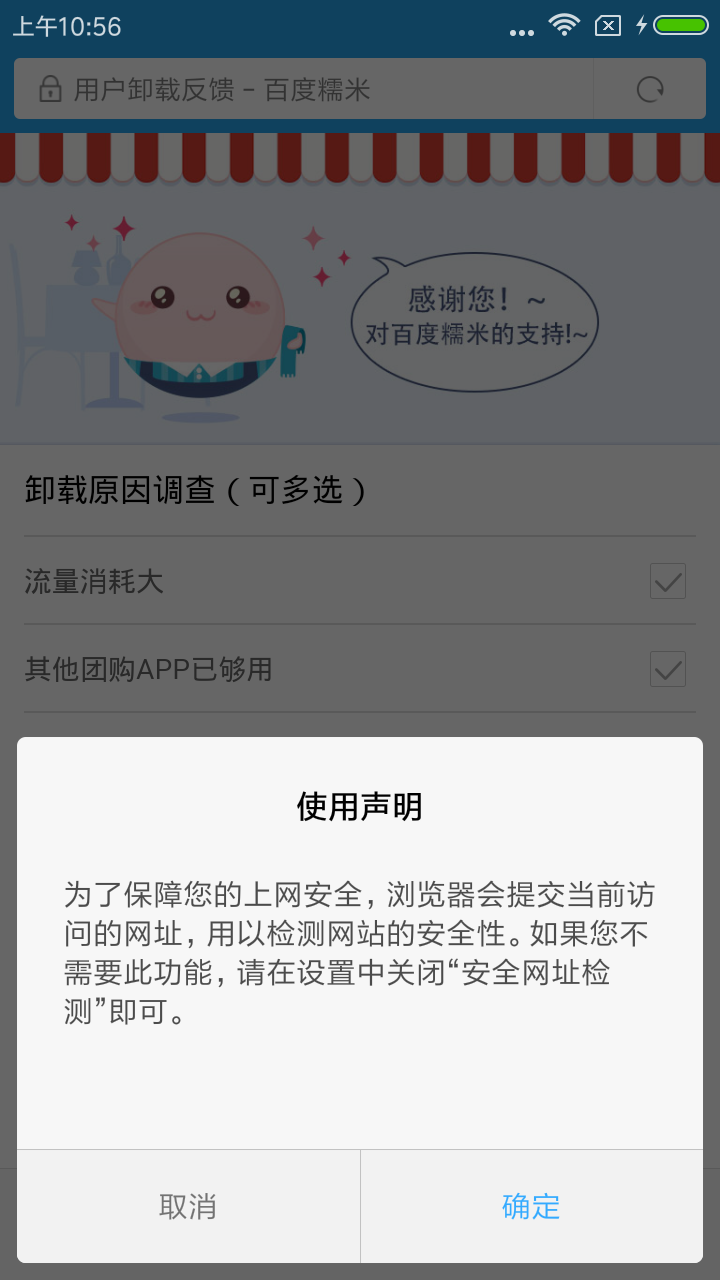 上午10:56
用户卸载反馈 - 百度糯米
感谢您！~
对百度糯米的支持!~
卸载原因调查（可多选）
流量消耗大
其他团购APP已够用
使用声明
为了保障您的上网安全，浏览器会提交当前访
问的网址，用以检测网站的安全性。如果您不
需要此功能，请在设置中关闭“安全网址检
测”即可。
取消
确定